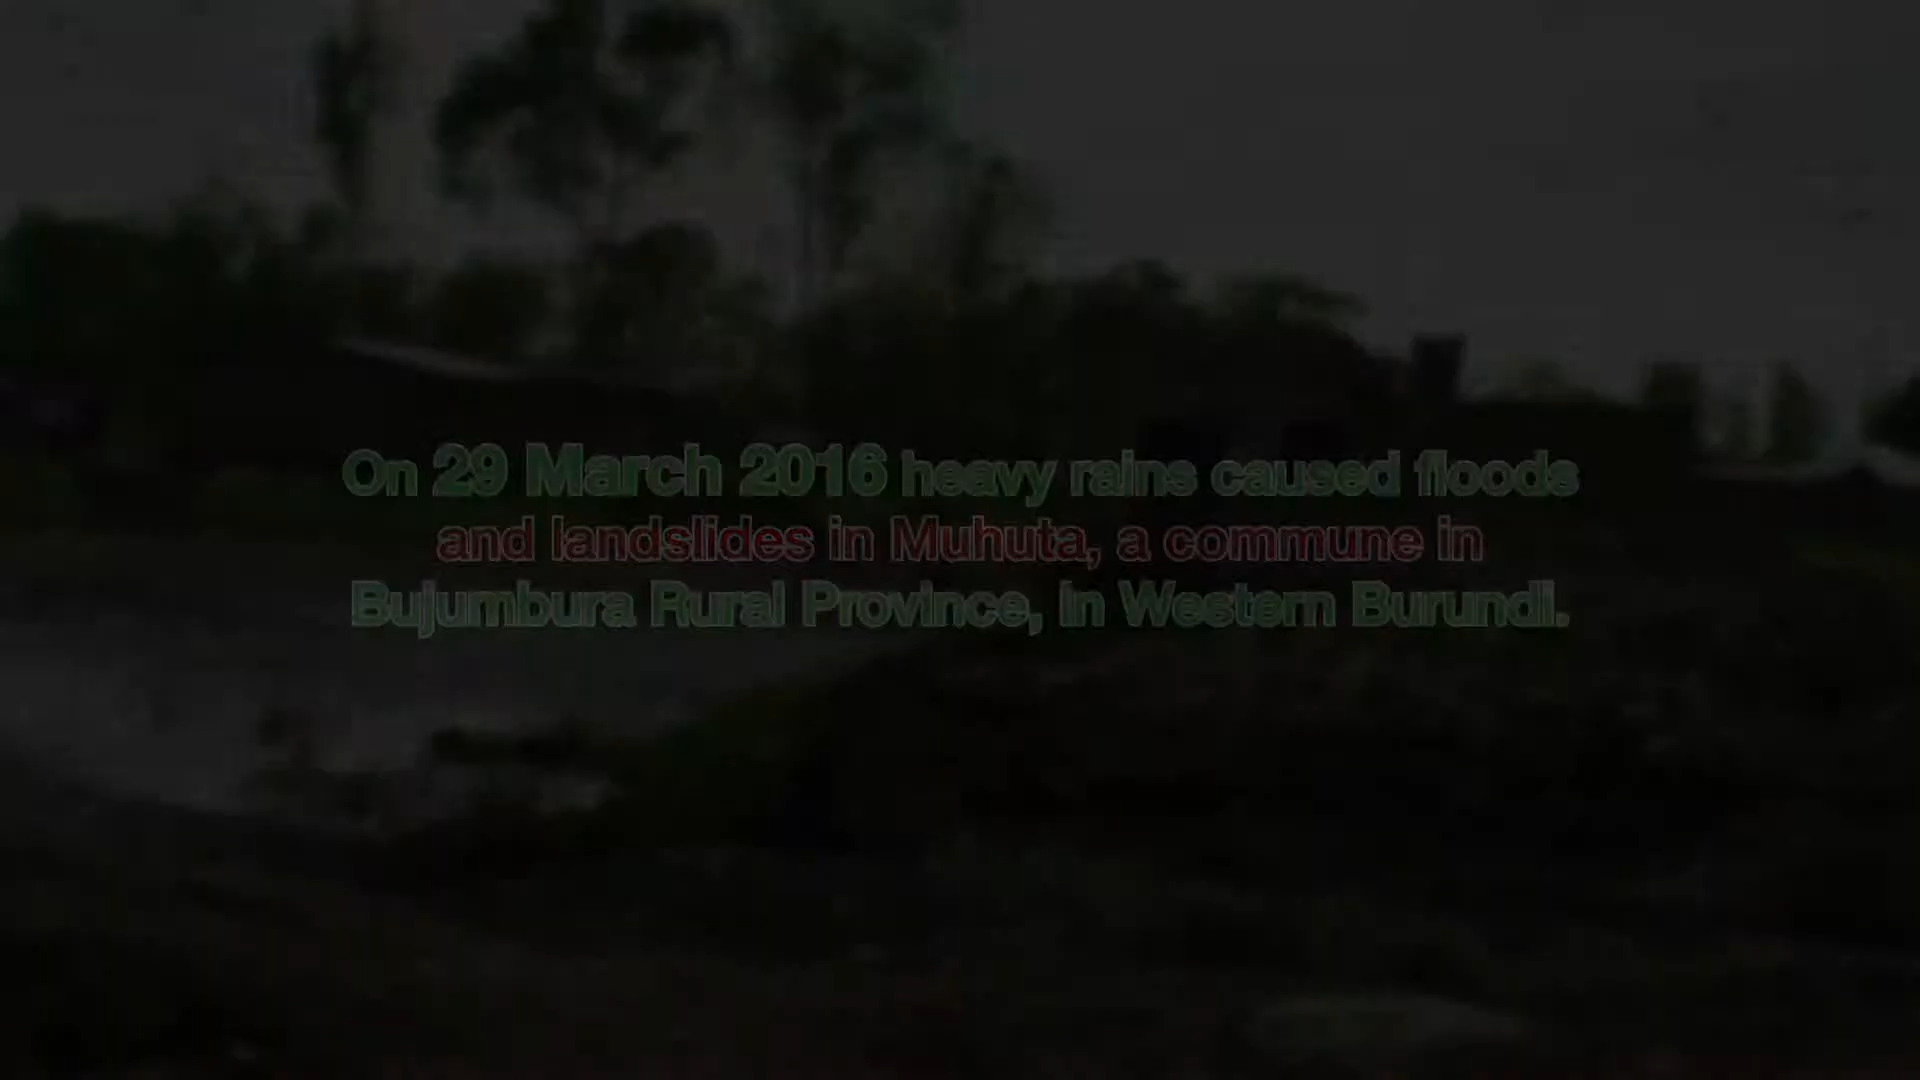 On 29 March 2016 heavy rains caused floods
and landslides in Muhuta, a commune in
Bujumbura Rural Province, in Western Burundi.